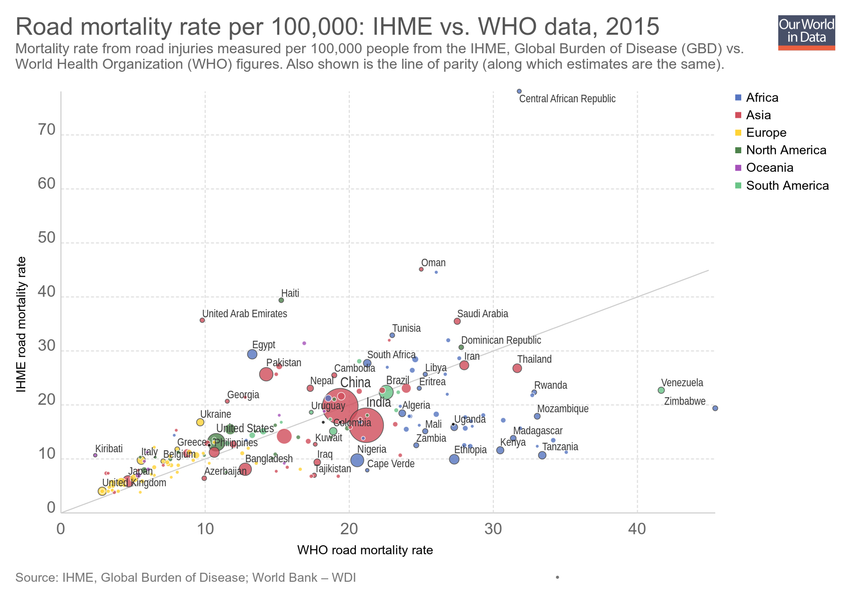 Road mortality rate per 100,000: IHME vs. WHO data, 2015
Our World
in Data
Mortality rate from road injuries measured per 100,000 people from the IHME, Global Burden of Disease (GBD) vs.
World Health Organization (WHO) figures. Also shown is the line of parity (along which estimates are the same).
Central African Republic
Africa
Asia
Europe
North America
Oceania
South America
70
60
50
40
30
20
10
0
IHME road mortality rate
Oman
Haiti
United Arab Emirates
Saudi Arabia
Tunisia
Dominican Republic
Egypt
South Africa
Iran
Thailand
Pakistan
Cambodia
Libya
Nepal
China
Brazil
Eritrea
Rwanda
Venezuela
Georgia
Zimbabwe
Uruguay
India
Algeria
Mozambique
Ukraine
Colombia
Mali
Uganda
United States
Madagascar
Greece
Philippines
Kuwait
Zambia
Kenya
Tanzania
Kiribati
Italy
Belgium
Bangladesh
Iraq
Nigeria
Cape Verde
Ethiopia
Japan
Azerbaijan
Tajikistan
United Kingdom
0
10
20
30
40
WHO road mortality rate
Source: IHME, Global Burden of Disease; World Bank – WDI